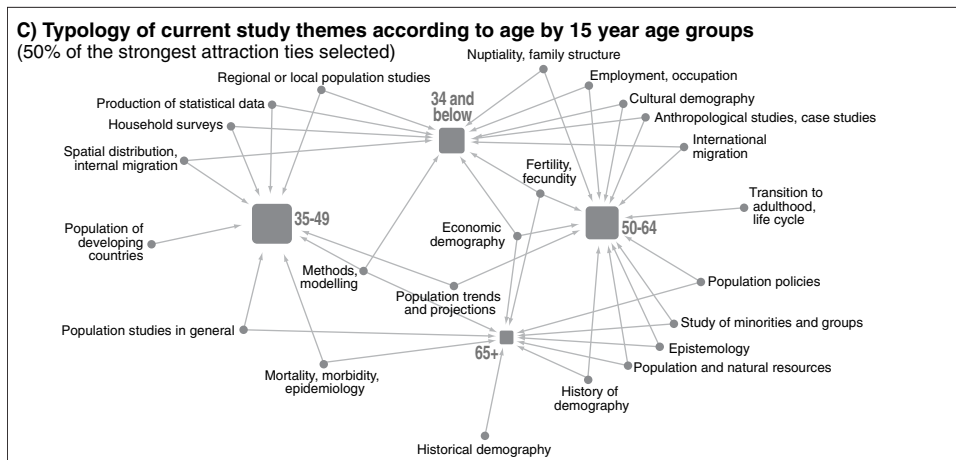 C) Typology of current study themes according to age by 15 year age groups
(50% of the strongest attraction ties selected)
Nuptiality, family structure
Regional or local population studies
Employment, occupation
Production of statistical data
34 and
below
Cultural demography
Household surveys
Anthropological studies, case studies
Spatial distribution,
internal migration
International
migration
Fertility,
fecundity
Transition to
adulthood,
life cycle
35-49
50-64
Population of
developing
countries
Economic
demography
Methods,
modelling
Population trends
and projections
Population policies
Population studies in general
Study of minorities and groups
65+
Epistemology
Mortality, morbidity,
epidemiology
Population and natural resources
History of
demography
Historical demography